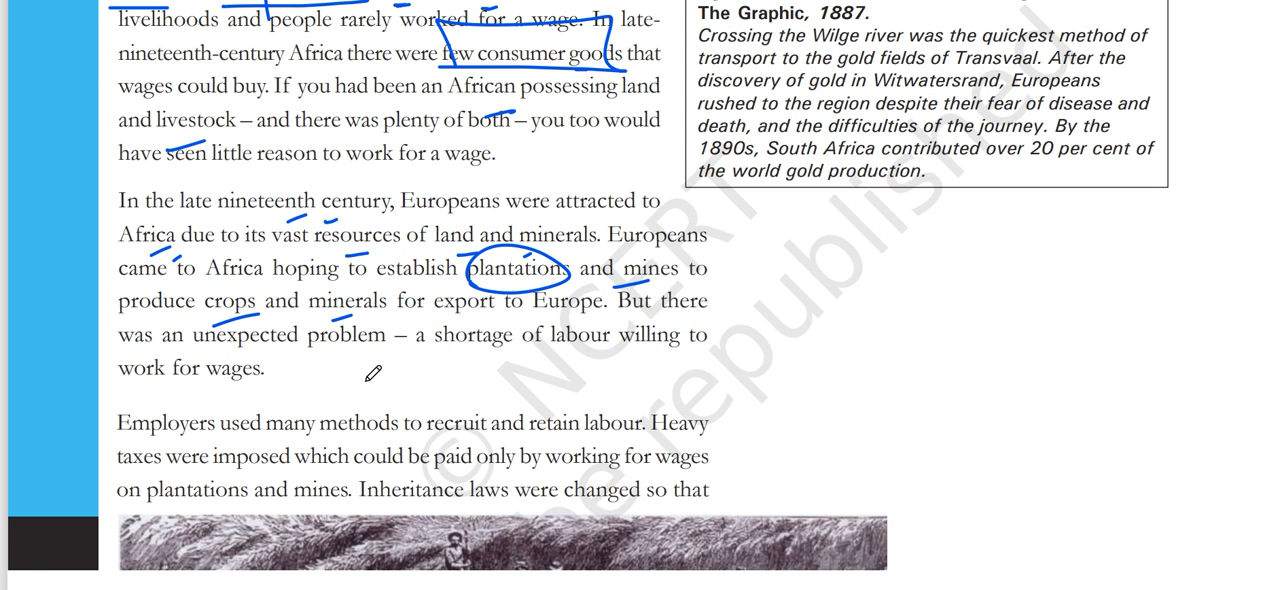 livelihoods and people rarely worked for a wage. In late-
nineteenth-century Africa there were few consumer goods that
wages could buy. If you had been an African possessing land
and livestock – and there was plenty of both – you too would
have seen little reason to work for a wage.
In the late nineteenth century, Europeans were attracted to
Africa due to its vast resources of land and minerals. Europeans
came to Africa hoping to establish plantations and mines to
produce crops and minerals for export to Europe. But there
was an unexpected problem – a shortage of labour willing to
work for wages.
Employers used many methods to recruit and retain labour. Heavy
taxes were imposed which could be paid only by working for wages
on plantations and mines. Inheritance laws were changed so that
The Graphic, 1887.
Crossing the Wilge river was the quickest method of
transport to the gold fields of Transvaal. After the
discovery of gold in Witwatersrand, Europeans
rushed to the region despite their fear of disease and
death, and the difficulties of the journey. By the
1890s, South Africa contributed over 20 per cent of
the world gold production.
© NCERT
be republished